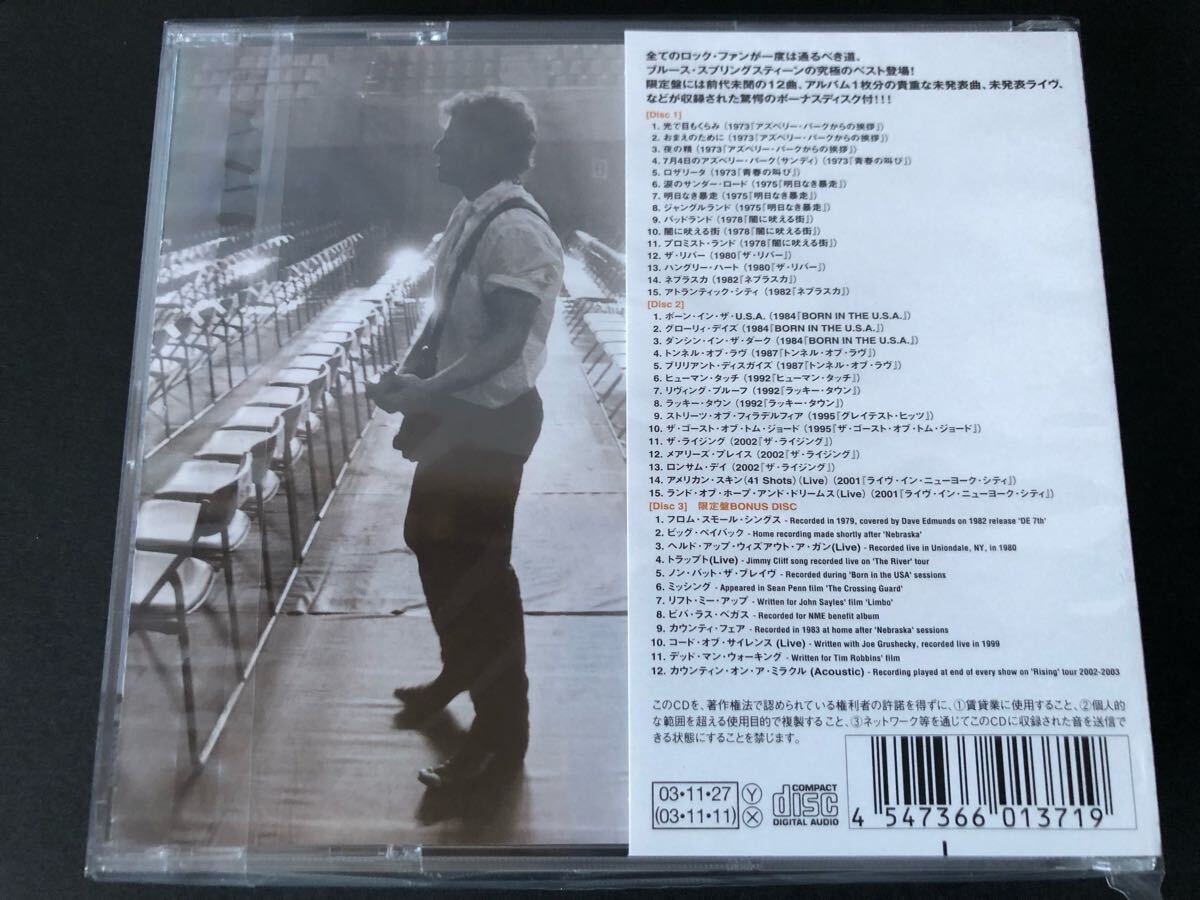 全てのロック・ファンが一度は通るべき道。
ブルース・スプリングスティーンの究極のベスト登場!
限定盤には前代未聞の12曲、アルバム1枚分の貴重な未発表曲、未発表ライヴ、
などが収録された驚愕のボーナスディスク付!!!
[Disc 1]
1. 光で目もくらみ (1973『アズベリー・パークからの挨拶』)
2. おまえのために (1973『アズベリー・パークからの挨拶』)
3. 夜の精 (1973『アズベリー・パークからの挨拶』)
4. 7月4日のアズベリー・パーク(サンディ) (1973『青春の叫び』)
5. ロザリータ (1973『青春の叫び』)
6. 涙のサンダー・ロード (1975『明日なき暴走』)
7. 明日なき暴走 (1975『明日なき暴走』)
8. ジャングルランド (1975『明日なき暴走』)
9. バッドランド (1978『闇に吠える街』)
10. 闇に吠える街 (1978『闇に吠える街』)
11. プロミスト・ランド (1978『闇に吠える街』)
12. ザ・リバー (1980『ザ・リバー』)
13. ハングリー・ハート (1980『ザ・リバー』)
14. ネブラスカ (1982『ネブラスカ』)
15. アトランティック・シティ (1982『ネブラスカ』)
[Disc 2]
1. ボーン・イン・ザ・U.S.A. (1984『BORN IN THE U.S.A.』)
2. グローリィ・デイズ (1984『BORN IN THE U.S.A.』)
3. ダンシン・イン・ザ・ダーク (1984『BORN IN THE U.S.A.』)
4. トンネル・オブ・ラヴ (1987『トンネル・オブ・ラヴ』)
5. ブリリアント・ディスガイズ (1987『トンネル・オブ・ラヴ』)
6. ヒューマン・タッチ (1992『ヒューマン・タッチ』)
7. リヴィング・プルーフ (1992『ラッキー・タウン』)
8. ラッキー・タウン (1992『ラッキー・タウン』)
9. ストリーツ・オブ・フィラデルフィア (1995『グレイテスト・ヒッツ』)
10. ザ・ゴースト・オブ・トム・ジョード (1995『ザ・ゴースト・オブ・トム・ジョード』)
11. ザ・ライジング (2002『ザ・ライジング』)
12. メアリーズ・プレイス (2002『ザ・ライジング』)
13. ロンサム・デイ (2002『ザ・ライジング』)
14. アメリカン・スキン(41 Shots) (Live) (2001『ライヴ・イン・ニューヨーク・シティ』)
15. ランド・オブ・ホープ・アンド・ドリームス(Live) (2001『ライヴ・イン・ニューヨーク・シティ』)
[Disc 3] 限定盤BONUS DISC
1. フロム・スモール・シングス - Recorded in 1979, covered by Dave Edmunds on 1982 release 'DE 7th'
2. ビッグ・ペイバック - Home recording made shortly after 'Nebraska'
3. ヘルド・アップ・ウィズアウト・ア・ガン(Live) - Recorded live in Uniondale, NY, in 1980
4. トラップト(Live) - Jimmy Cliff song recorded live on 'The River' tour
5. ノン・バット・ザ・ブレイヴ - Recorded during 'Born in the USA' sessions
6. ミッシング - Appeared in Sean Penn film 'The Crossing Guard'
7. リフト・ミー・アップ - Written for John Sayles' film 'Limbo'
8. ビバ・ラス・ベガス - Recorded for NME benefit album
9. カウンティ・フェア - Recorded in 1983 at home after 'Nebraska' sessions
10. コード・オブ・サイレンス (Live) - Written with Joe Grushecky, recorded live in 1999
11. デッド・マン・ウォーキング - Written for Tim Robbins' film
12. カウンティン・オン・ア・ミラクル (Acoustic) - Recording played at end of every show on 'Rising' tour 2002-2003
このCDを、著作権法で認められている権利者の許諾を得ずに、①賃貸業に使用すること、②個人的
な範囲を超える使用目的で複製すること、③ネットワーク等を通じてこのCDに収録された音を送信で
きる状態にすることを禁じます。
03・11・27 Ⓨ
(03・11・11) Ⓧ
COMPACT
disc
DIGITAL AUDIO
4 547366 013719